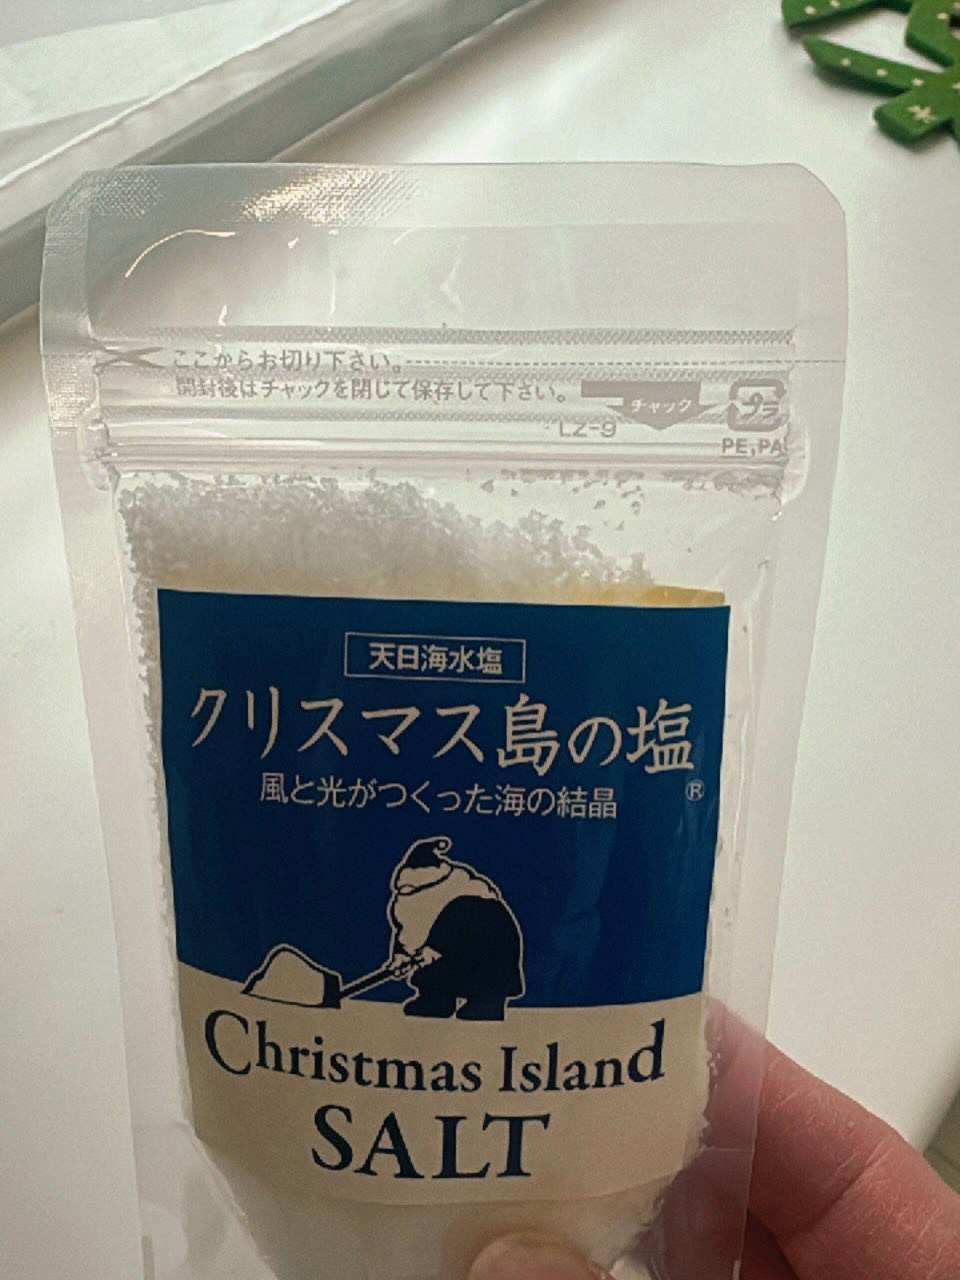 ここからお切り下さい。
開封後はチャックを閉じて保存して下さい。
チャック
プラ
LZ-9
PE,PA
天日海水塩
クリスマス島の塩
®
風と光がつくった海の結晶
Christmas Island
SALT